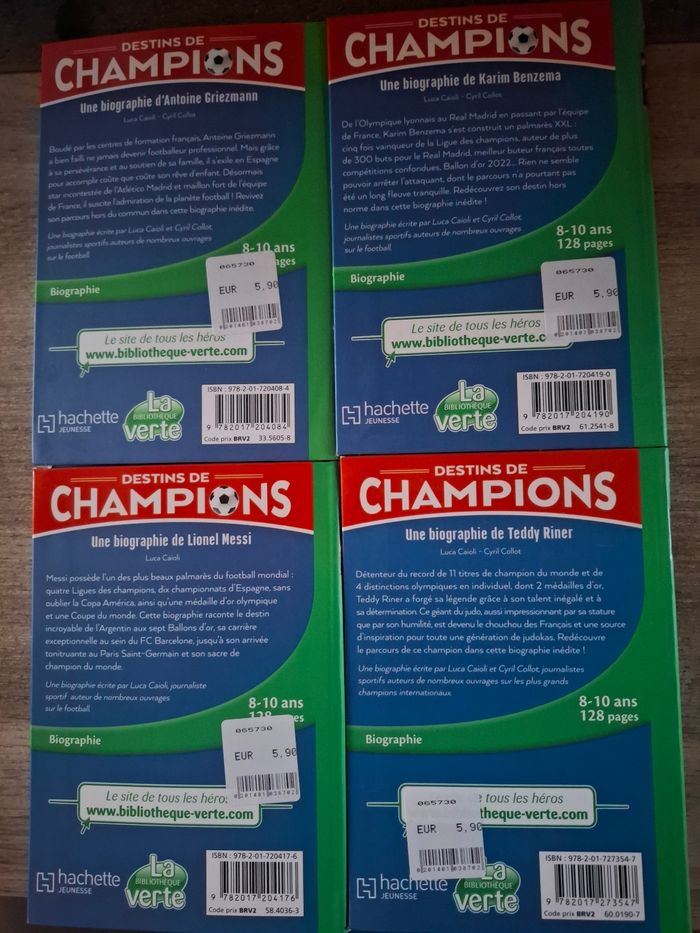 DESTINS DE
CHAMPIONS
Une biographie d'Antoine Griezmann
Luca Caioli - Cyril Collot
Boudé par les centres de formation français, Antoine Griezmann
a bien failli ne jamais devenir footballeur professionnel. Mais grâce
à sa persévérance et au soutien de sa famille, il s'exile en Espagne
pour accomplir coûte que coûte son rêve d'enfant. Désormais
star incontestée de l'Atlético Madrid et maillon fort de l'équipe
de France, il suscite l'admiration de la planète football ! Revivez
son parcours hors du commun dans cette biographie inédite.
Une biographie écrite par Luca Caioli et Cyril Collot,
journalistes sportifs auteurs de nombreux ouvrages
sur le football.
8-10 ans
pages
065730
EUR 5,90
0201401038702
Biographie
Le site de tous les héros
www.bibliotheque-verte.com
hachette
JEUNESSE
La
BIBLIOTHÈQUE
verte
ISBN : 978-2-01-720408-4
9 782017 204084
Code prix BRV2 33.5605-8
DESTINS DE
CHAMPIONS
Une biographie de Karim Benzema
Luca Caioli - Cyril Collot
De l'Olympique lyonnais au Real Madrid en passant par l'équipe
de France, Karim Benzema s'est construit un palmarès XXL :
cinq fois vainqueur de la Ligue des champions, auteur de plus
de 300 buts pour le Real Madrid, meilleur buteur français toutes
compétitions confondues, Ballon d'or 2022... Rien ne semble
pouvoir arrêter l'attaquant, dont le parcours n'a pourtant pas
été un long fleuve tranquille. Redécouvrez son destin hors
norme dans cette biographie inédite !
Une biographie écrite par Luca Caioli et Cyril Collot,
journalistes sportifs auteurs de nombreux ouvrages
sur le football.
8-10 ans
128 pages
065730
EUR 5,90
0201401038702
Biographie
Le site de tous les héros
www.bibliotheque-verte.c
hachette
JEUNESSE
La
BIBLIOTHÈQUE
verte
ISBN : 978-2-01-720419-0
9 782017 204190
Code prix BRV2 61.2541-8
DESTINS DE
CHAMPIONS
Une biographie de Lionel Messi
Luca Caioli
Messi possède l'un des plus beaux palmarès du football mondial :
quatre Ligues des champions, dix championnats d'Espagne, sans
oublier la Copa América, ainsi qu'une médaille d'or olympique
et une Coupe du monde. Cette biographie raconte le destin
incroyable de l'Argentin aux sept Ballons d'or, sa carrière
exceptionnelle au sein du FC Barcelone, jusqu'à son arrivée
tonitruante au Paris Saint-Germain et son sacre de
champion du monde.
Une biographie écrite par Luca Caioli, journaliste
sportif auteur de nombreux ouvrages
sur le football.
8-10 ans
128 pages
065730
EUR 5,90
0201401038702
Biographie
Le site de tous les héros
www.bibliotheque-verte.com
hachette
JEUNESSE
La
BIBLIOTHÈQUE
verte
ISBN : 978-2-01-720417-6
9 782017 204176
Code prix BRV2 58.4036-3
DESTINS DE
CHAMPIONS
Une biographie de Teddy Riner
Luca Caioli - Cyril Collot
Détenteur du record de 11 titres de champion du monde et de
4 distinctions olympiques en individuel, dont 2 médailles d'or,
Teddy Riner a forgé sa légende grâce à son talent inégalé et à
sa détermination. Ce géant du judo, aussi impressionnant par sa stature
que par son humilité, est devenu le chouchou des Français et une source
d'inspiration pour toute une génération de judokas. Redécouvre
le parcours de ce champion dans cette biographie inédite !
Une biographie écrite par Luca Caioli et Cyril Collot, journalistes
sportifs auteurs de nombreux ouvrages sur les plus grands
champions internationaux.
8-10 ans
128 pages
Biographie
065730
EUR 5,90
0201401038702
e tous les héros
otheque-verte.com
hachette
JEUNESSE
La
BIBLIOTHÈQUE
verte
ISBN : 978-2-01-727354-7
9 782017 273547
Code prix BRV2 60.0190-7